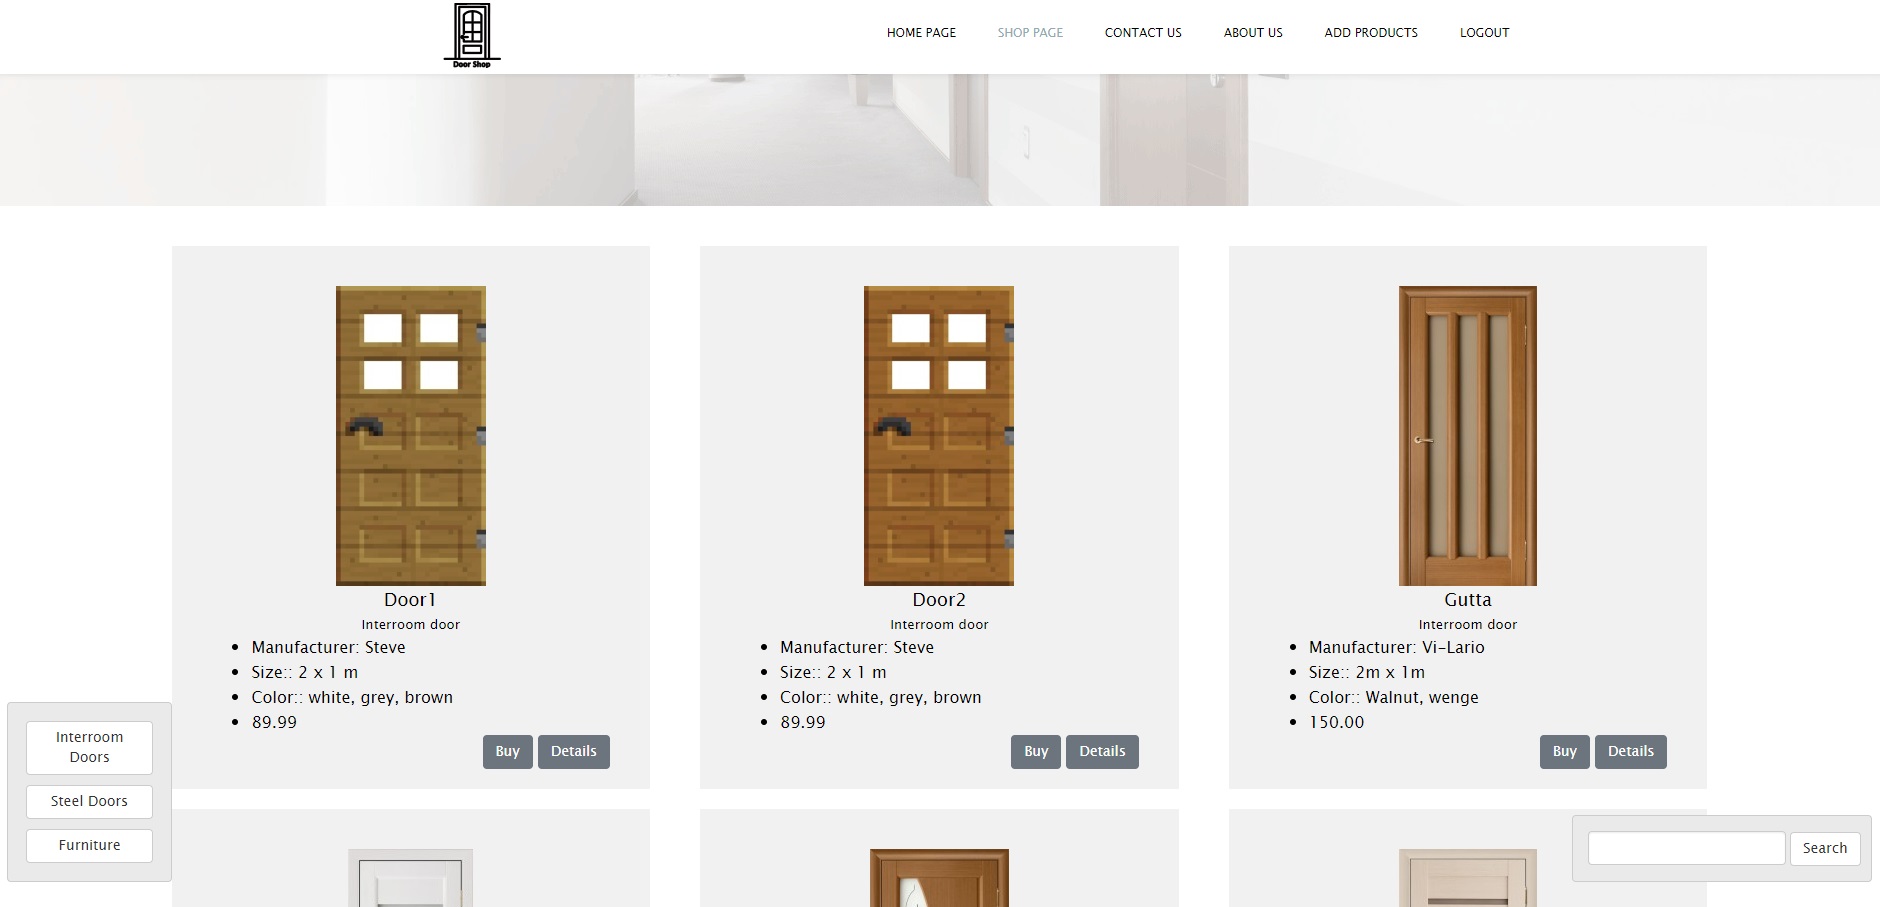 Door Shop
HOME PAGE
SHOP PAGE
CONTACT US
ABOUT US
ADD PRODUCTS
LOGOUT
Door1
Interroom door
Manufacturer: Steve
Size:: 2 x 1 m
Color:: white, grey, brown
89.99
Buy
Details
Door2
Interroom door
Manufacturer: Steve
Size:: 2 x 1 m
Color:: white, grey, brown
89.99
Buy
Details
Gutta
Interroom door
Manufacturer: Vi-Lario
Size:: 2m x 1m
Color:: Walnut, wenge
150.00
Buy
Details
Interroom
Doors
Steel Doors
Furniture
Search